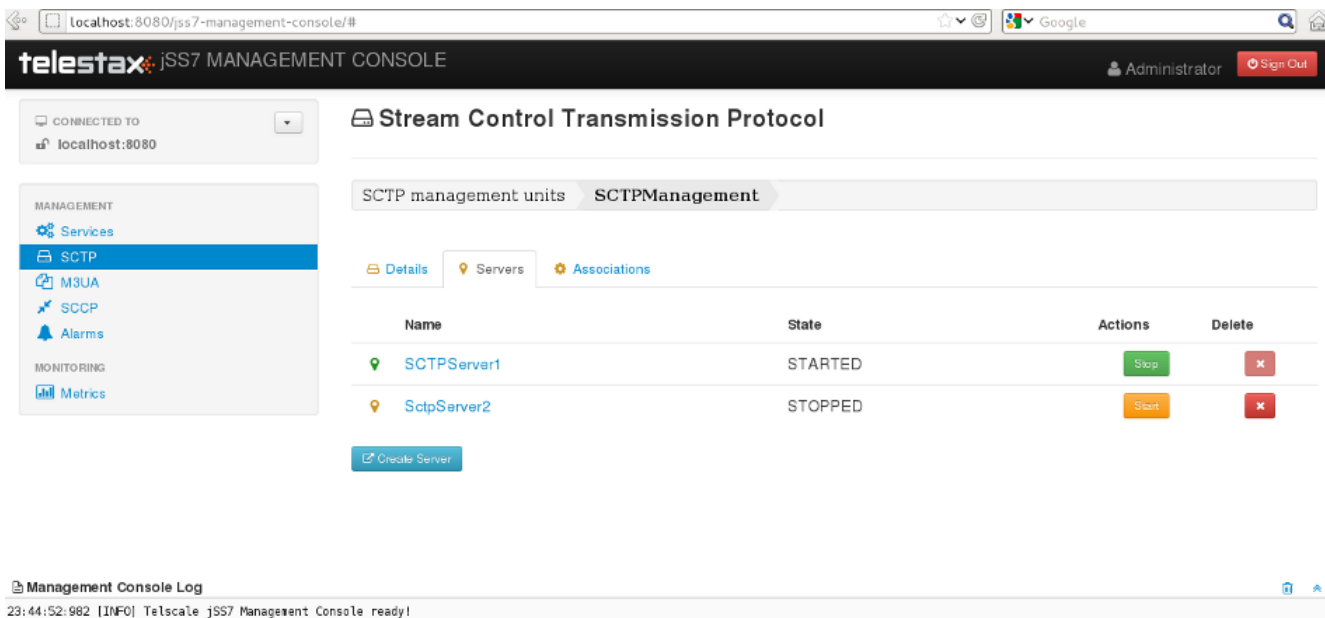 localhost:8080/jss7-management-console/#
Google
telestax jSS7 MANAGEMENT CONSOLE
Administrator
Sign Out
CONNECTED TO
localhost:8080
Stream Control Transmission Protocol
SCTP management units SCTPManagement
MANAGEMENT
Services
SCTP
M3UA
SCCP
Alarms
MONITORING
Metrics
Details Servers Associations
Name State Actions Delete
SCTPServer1 STARTED Stop
SctpServer2 STOPPED Start
Create Server
Management Console Log
23:44:52:982 [INFO] Telscale jSS7 Management Console ready!